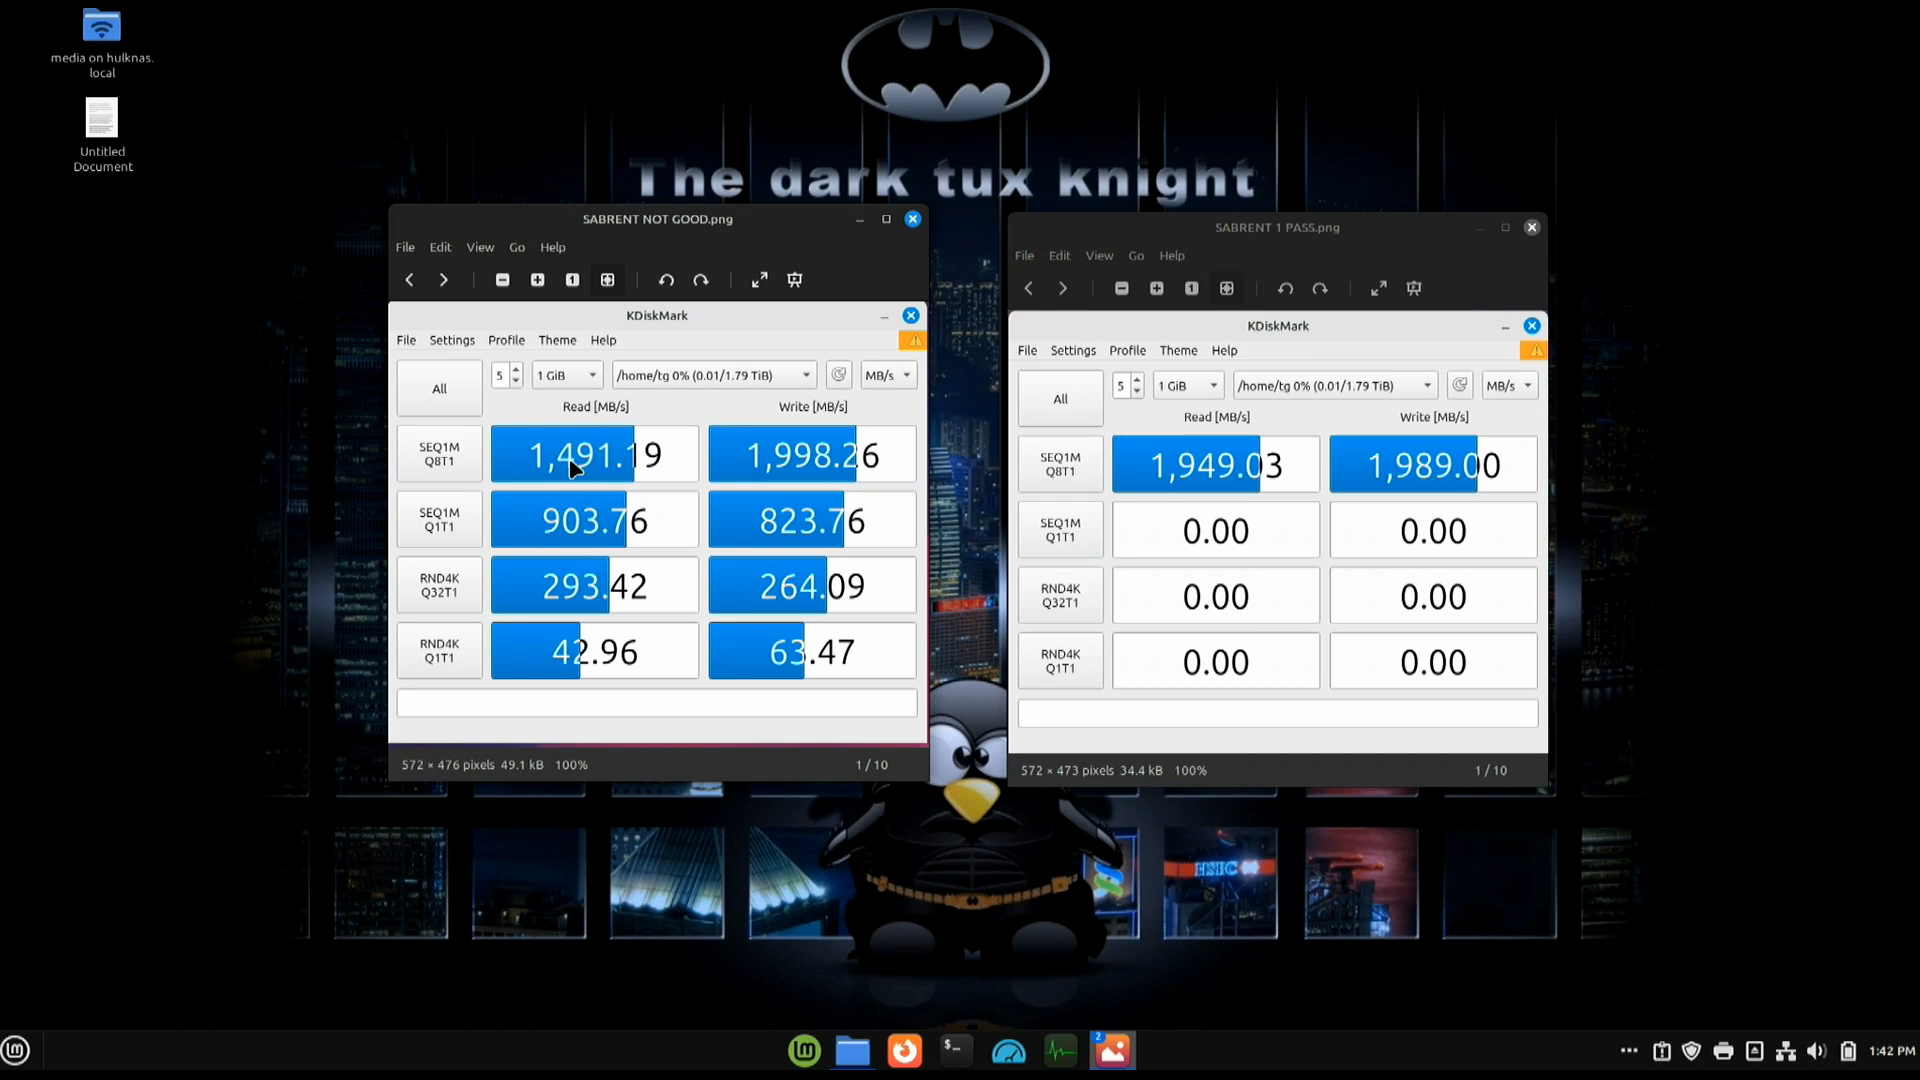 media on hulknas.
local
Untitled
Document
The dark tux knight
SABRENT NOT GOOD.png
File Edit View Go Help
1
KDiskMark
File Settings Profile Theme Help
All
5 1 GiB /home/tg 0% (0.01/1.79 TiB) MB/s
Read [MB/s] Write [MB/s]
SEQ1M
Q8T1
1,491.19 1,998.26
SEQ1M
Q1T1
903.76 823.76
RND4K
Q32T1
293.42 264.09
RND4K
Q1T1
42.96 63.47
572 × 476 pixels 49.1 kB 100% 1 / 10
SABRENT 1 PASS.png
File Edit View Go Help
1
KDiskMark
File Settings Profile Theme Help
All
5 1 GiB /home/tg 0% (0.01/1.79 TiB) MB/s
Read [MB/s] Write [MB/s]
SEQ1M
Q8T1
1,949.03 1,989.00
SEQ1M
Q1T1
0.00 0.00
RND4K
Q32T1
0.00 0.00
RND4K
Q1T1
0.00 0.00
572 × 473 pixels 34.4 kB 100% 1 / 10
HSBC
$_
2
1:42 PM